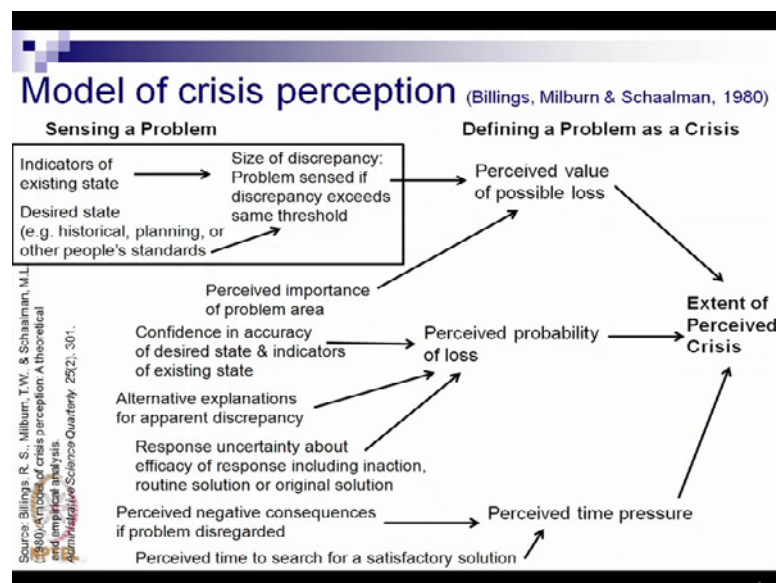 Model of crisis perception (Billings, Milburn & Schaalman, 1980)
Sensing a Problem
Indicators of
existing state
Desired state
(e.g. historical, planning, or
other people's standards
Size of discrepancy:
Problem sensed if
discrepancy exceeds
same threshold
Defining a Problem as a Crisis
Perceived value
of possible loss
Perceived importance
of problem area
Confidence in accuracy
of desired state & indicators
of existing state
Alternative explanations
for apparent discrepancy
Response uncertainty about
efficacy of response including inaction,
routine solution or original solution
Perceived probability
of loss
Perceived negative consequences
if problem disregarded
Perceived time to search for a satisfactory solution
Perceived time pressure
Extent of
Perceived
Crisis
Source: Billings, R. S., Milburn, T.W., & Schaalman, M.L.
(1980). A model of crisis perception: A theoretical
and empirical analysis.
Administrative Science Quarterly. 25(2). 301.